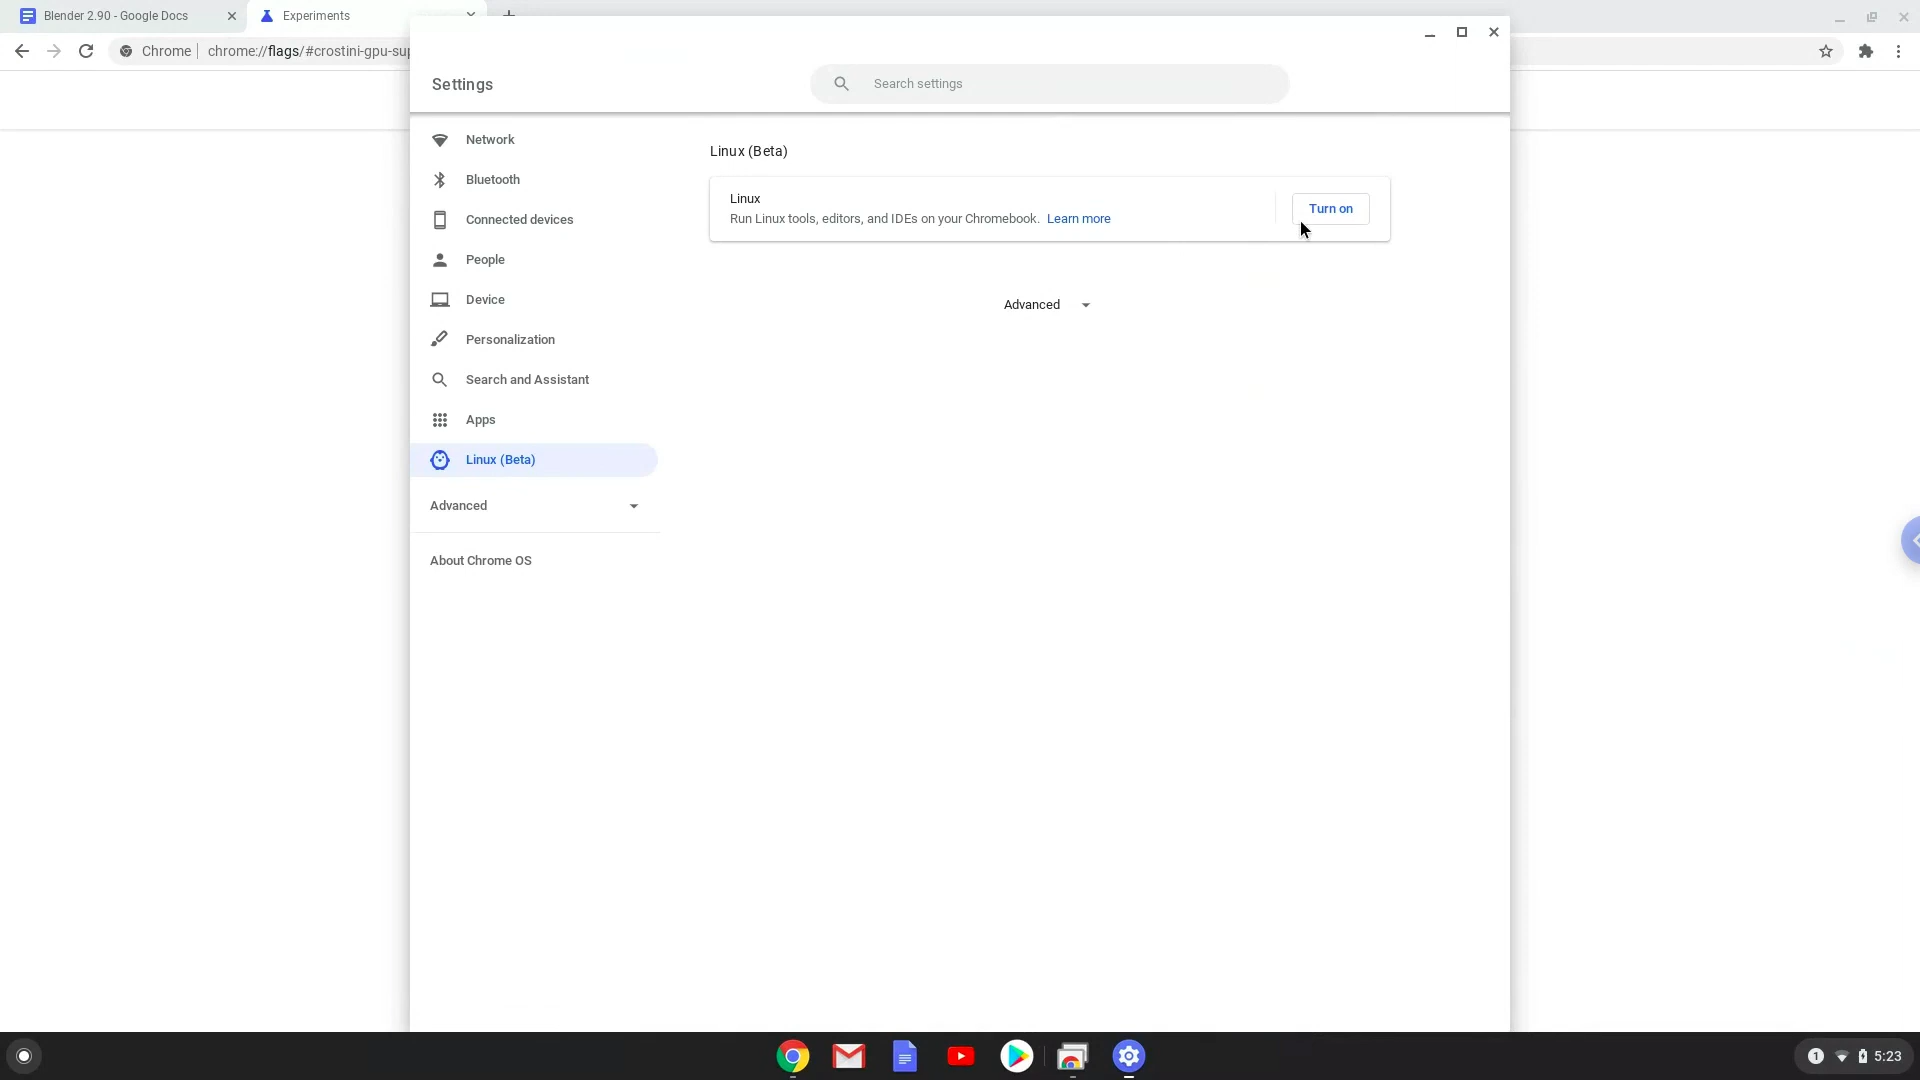 Blender 2.90 - Google Docs
Experiments
Chrome
chrome://flags/#crostini-gpu-sup
Settings
Search settings
Network
Bluetooth
Connected devices
People
Device
Personalization
Search and Assistant
Apps
Linux (Beta)
Advanced
About Chrome OS
Linux (Beta)
Linux
Run Linux tools, editors, and IDEs on your Chromebook. Learn more
Turn on
Advanced
1
5:23